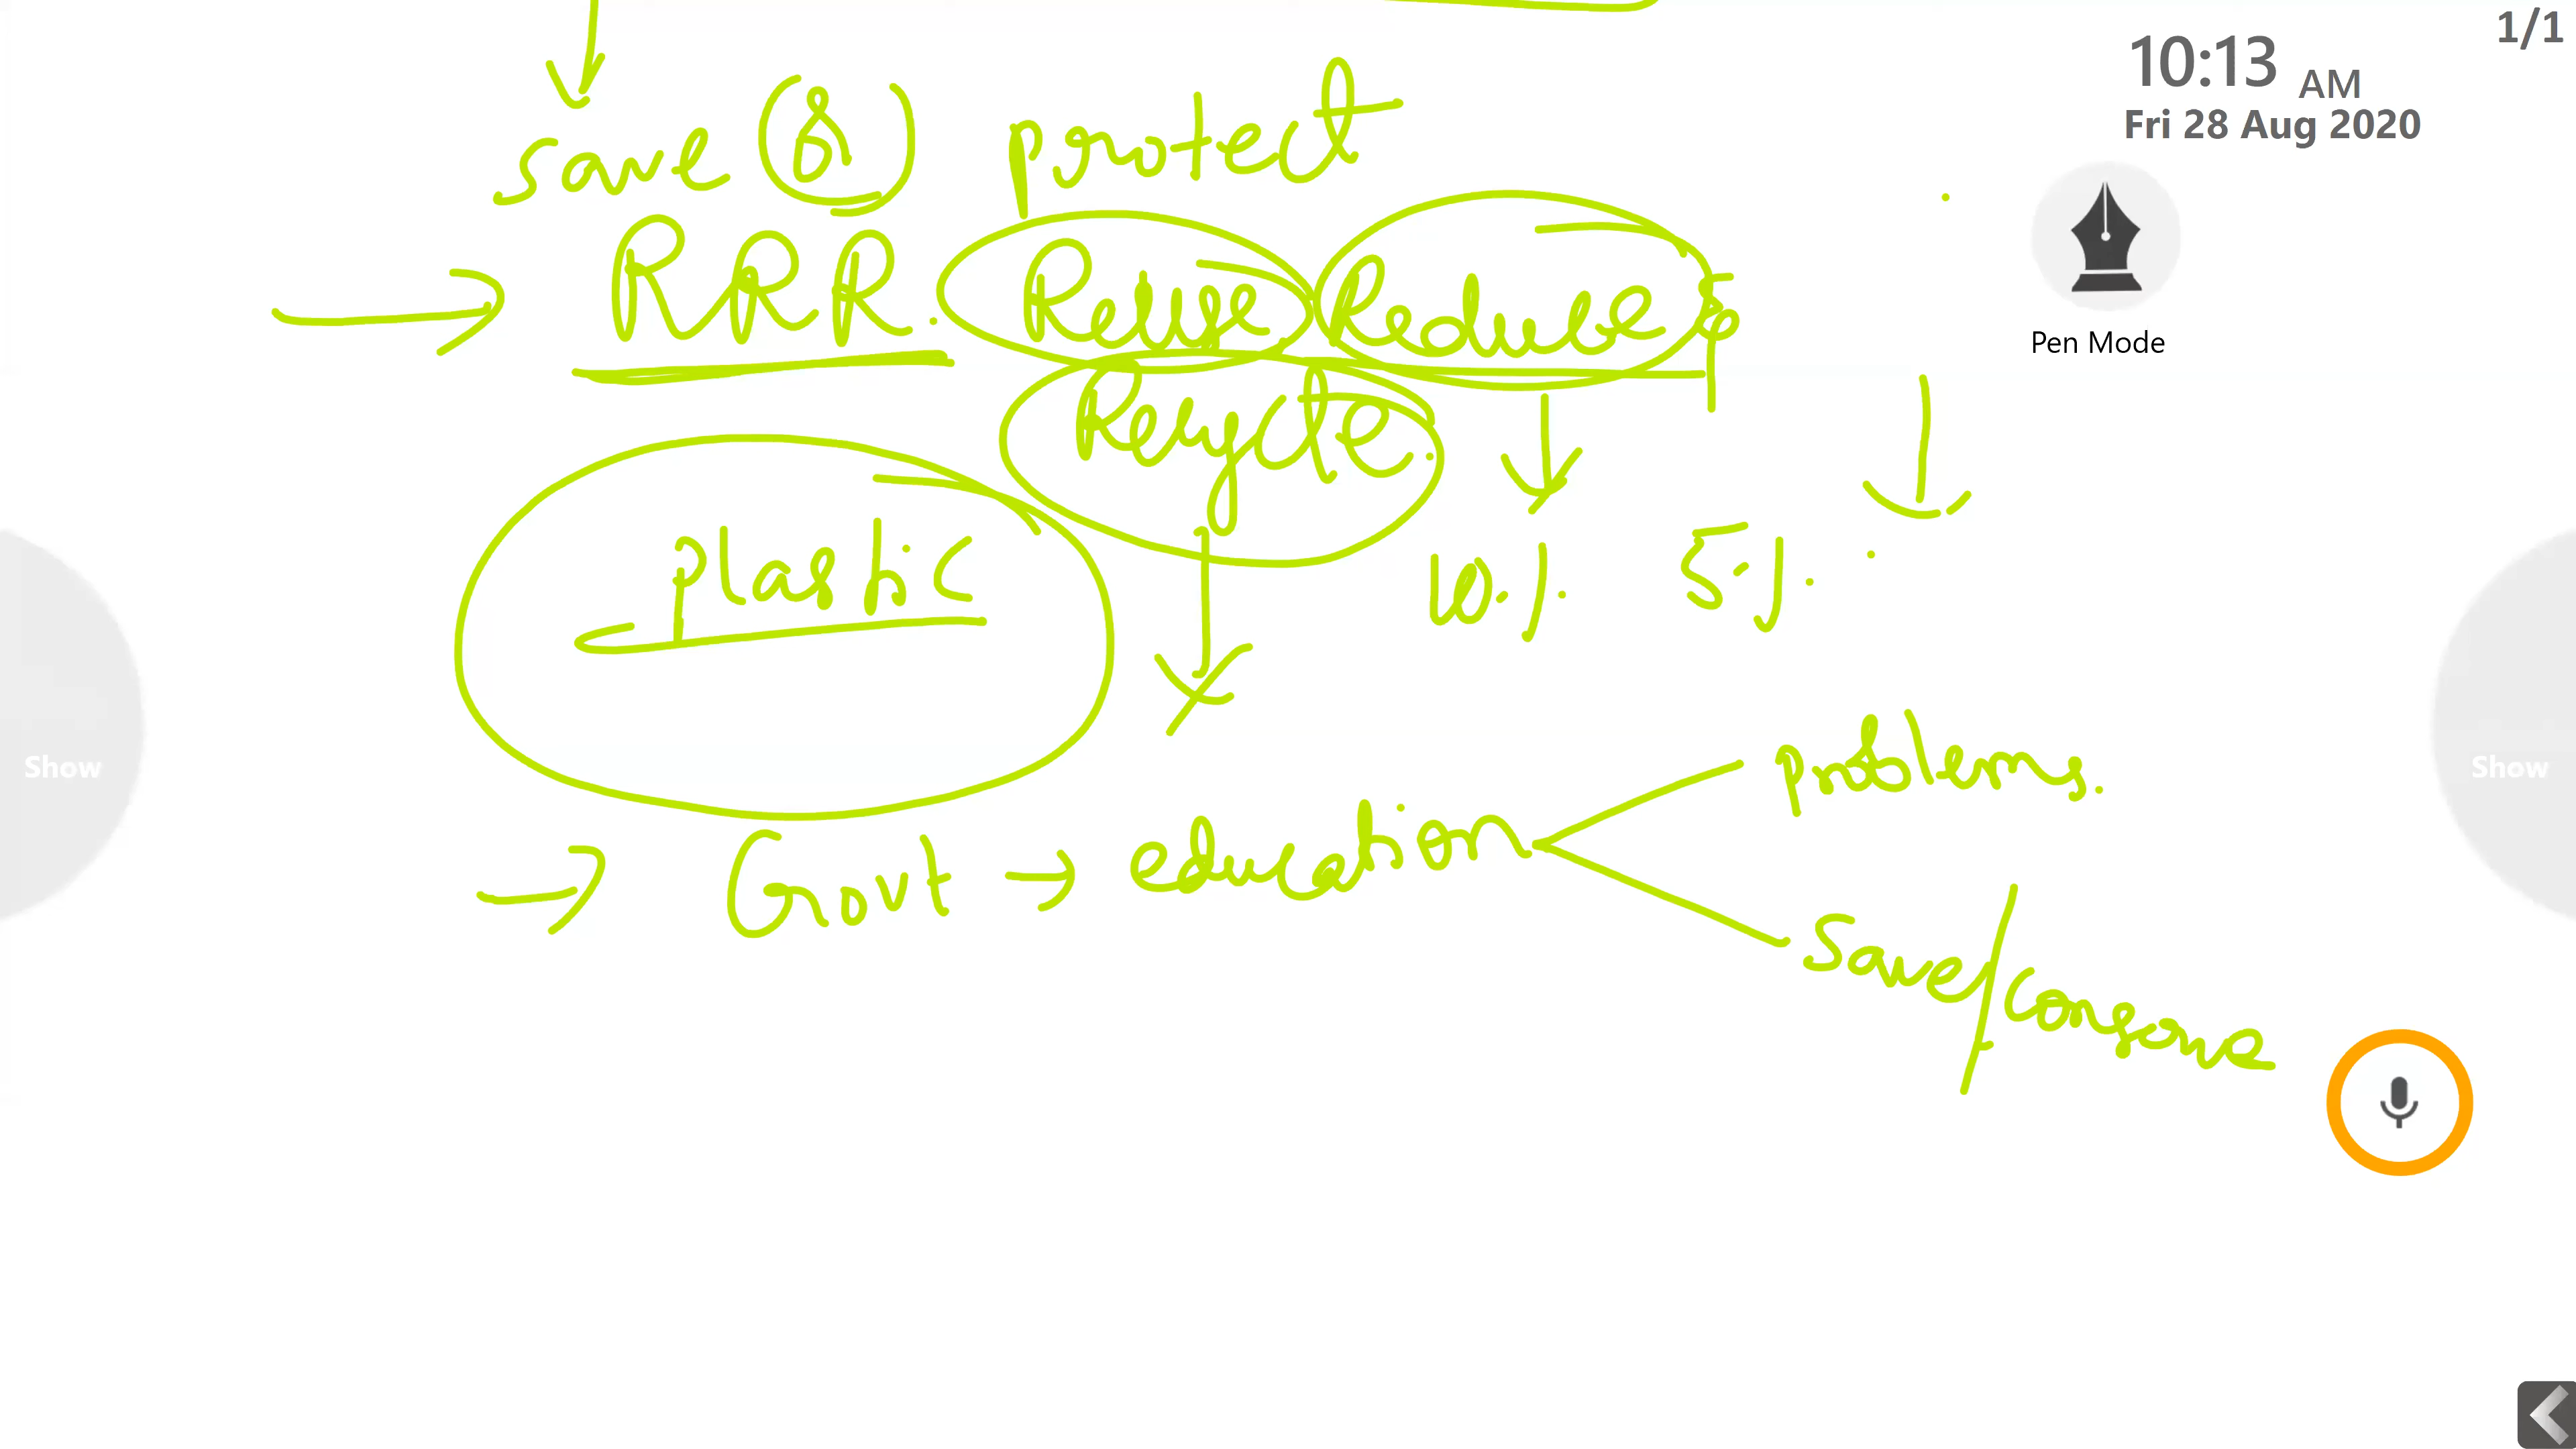 1/1
10:13 AM
Fri 28 Aug 2020
save & protect
RRR. Reuse Reduce &
Pen Mode
Recycle.
plastic
10% 5%
Show
Show
problems.
Govt → education
Save/conserve